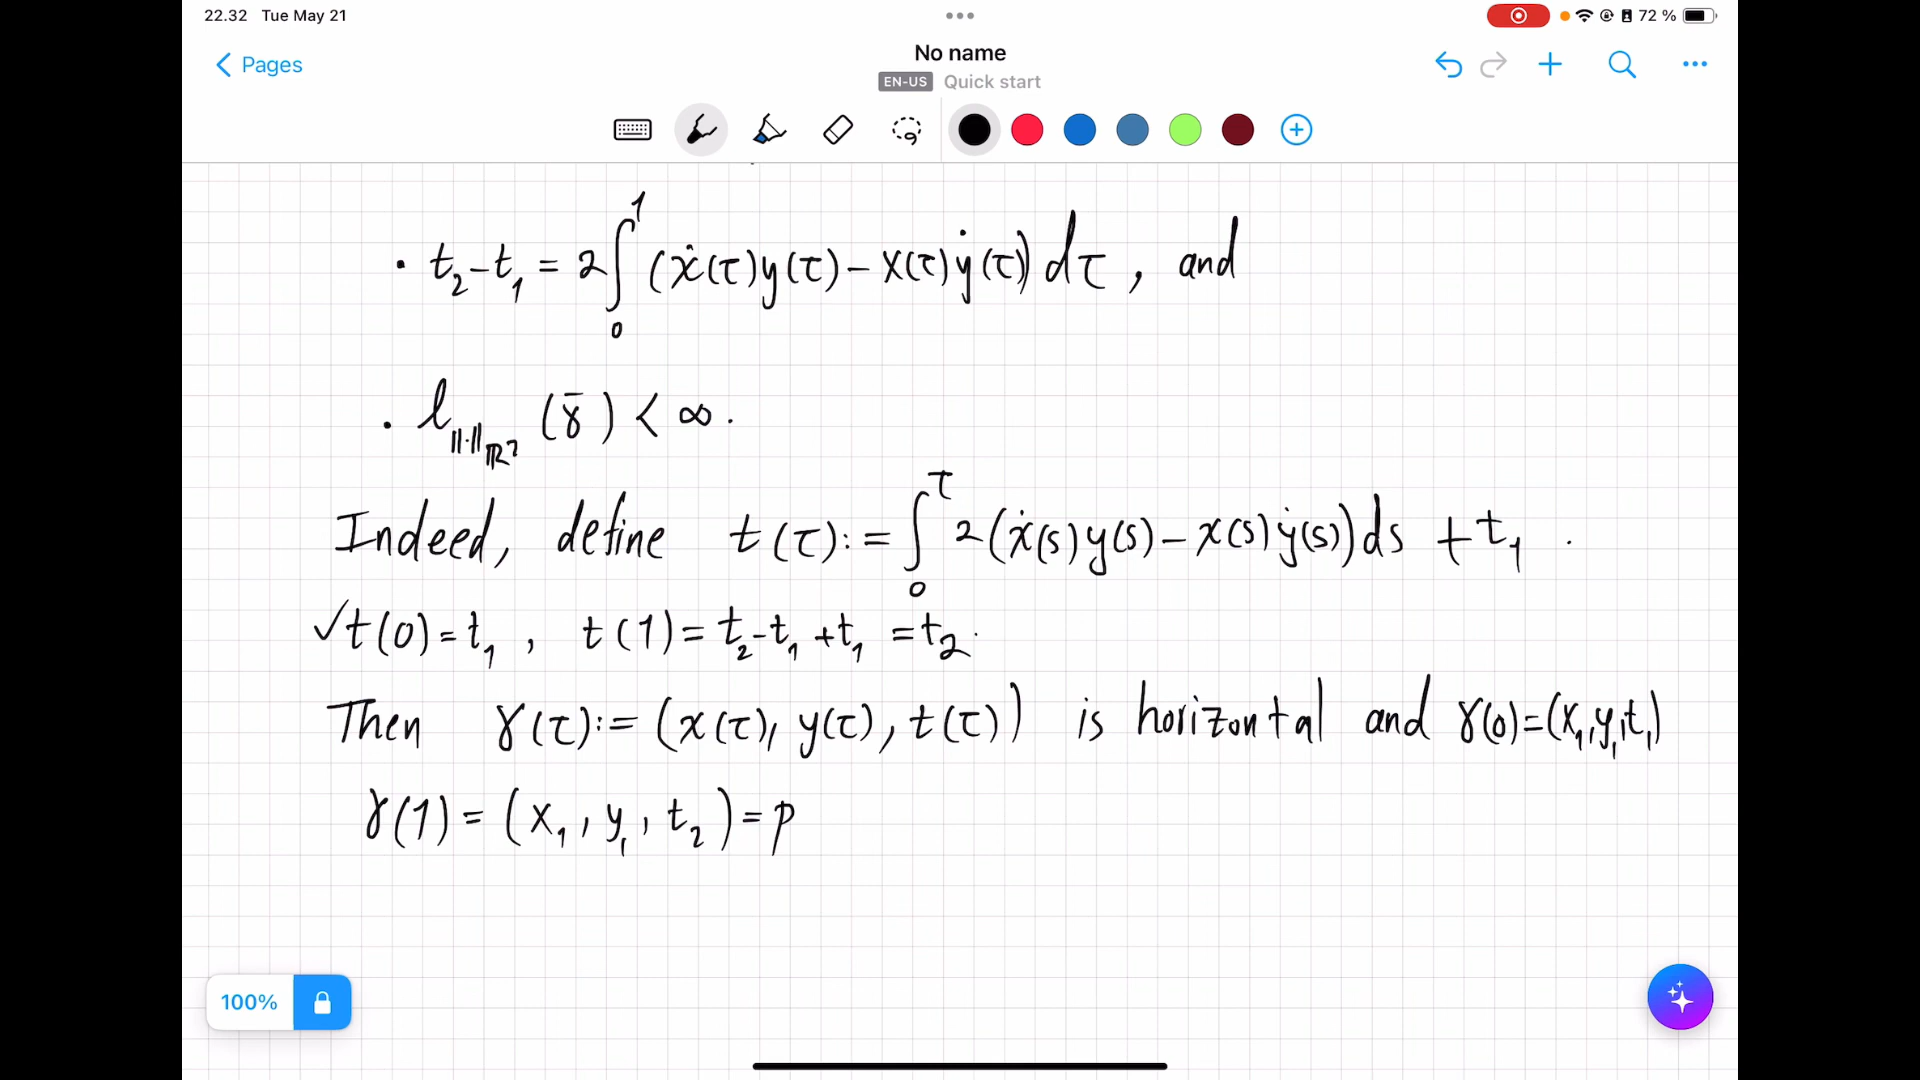 22.32 Tue May 21
72 %
No name
Pages
EN-US Quick start
• t₂-t₁ = 2∫₀¹ (ẋ(τ)y(τ) – x(τ)ẏ(τ)) dτ , and
• ℓ_{||·||_{ℝ²}} (γ̄) < ∞ .
Indeed, define t(τ) := ∫₀^τ 2(ẋ(s)y(s) – x(s)ẏ(s))ds + t₁ .
✓t(0) = t₁ , t(1) = t₂-t₁ +t₁ = t₂.
Then γ(τ) := (x(τ), y(τ), t(τ)) is horizontal and γ(0)=(x₁,y₁,t₁)
γ(1) = (x₁, y₁, t₂) = p
100%